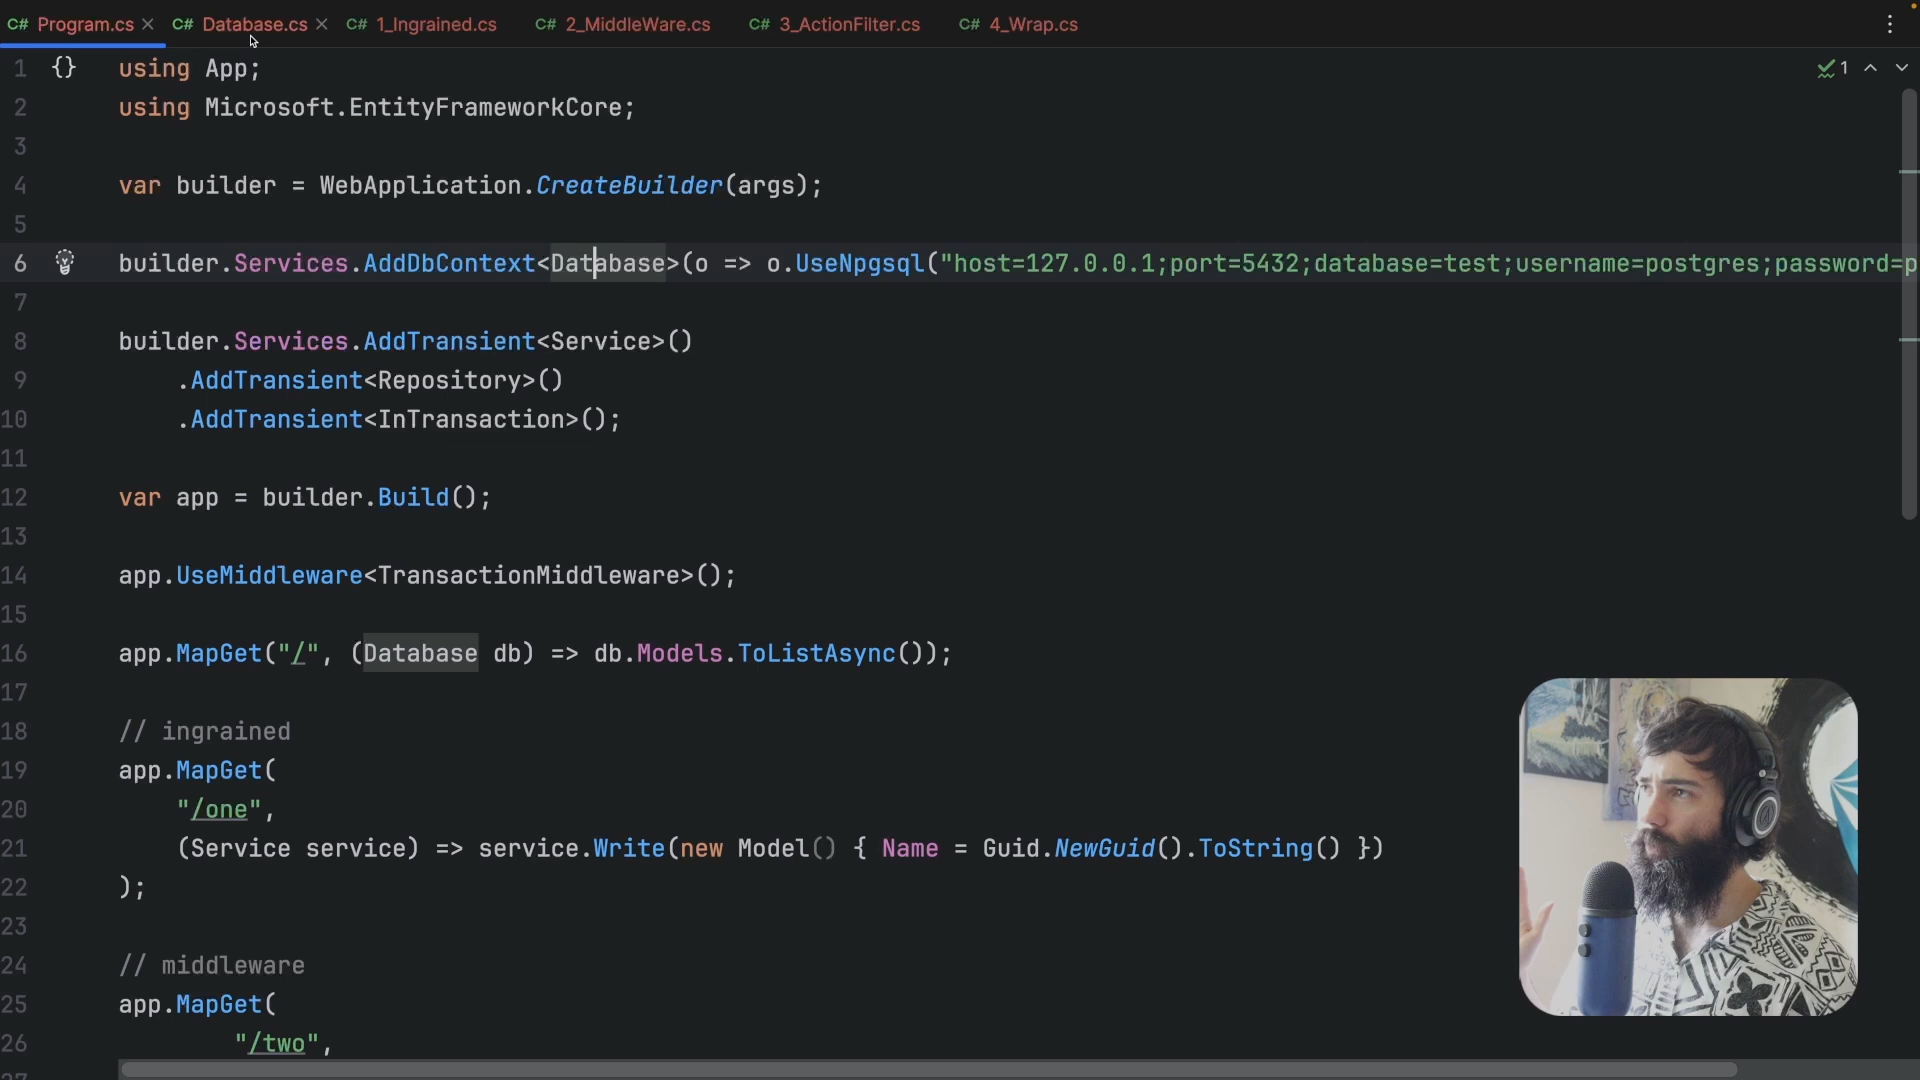 C# Program.cs C# Database.cs C# 1_Ingrained.cs C# 2_MiddleWare.cs C# 3_ActionFilter.cs C# 4_Wrap.cs
1 {} using App; 1
2 using Microsoft.EntityFrameworkCore;
3
4 var builder = WebApplication.CreateBuilder(args);
5
6 builder.Services.AddDbContext<Database>(o => o.UseNpgsql("host=127.0.0.1;port=5432;database=test;username=postgres;password=p
7
8 builder.Services.AddTransient<Service>()
9 .AddTransient<Repository>()
10 .AddTransient<InTransaction>();
11
12 var app = builder.Build();
13
14 app.UseMiddleware<TransactionMiddleware>();
15
16 app.MapGet("/", (Database db) => db.Models.ToListAsync());
17
18 // ingrained
19 app.MapGet(
20 "/one",
21 (Service service) => service.Write(new Model() { Name = Guid.NewGuid().ToString() })
22 );
23
24 // middleware
25 app.MapGet(
26 "/two",
27